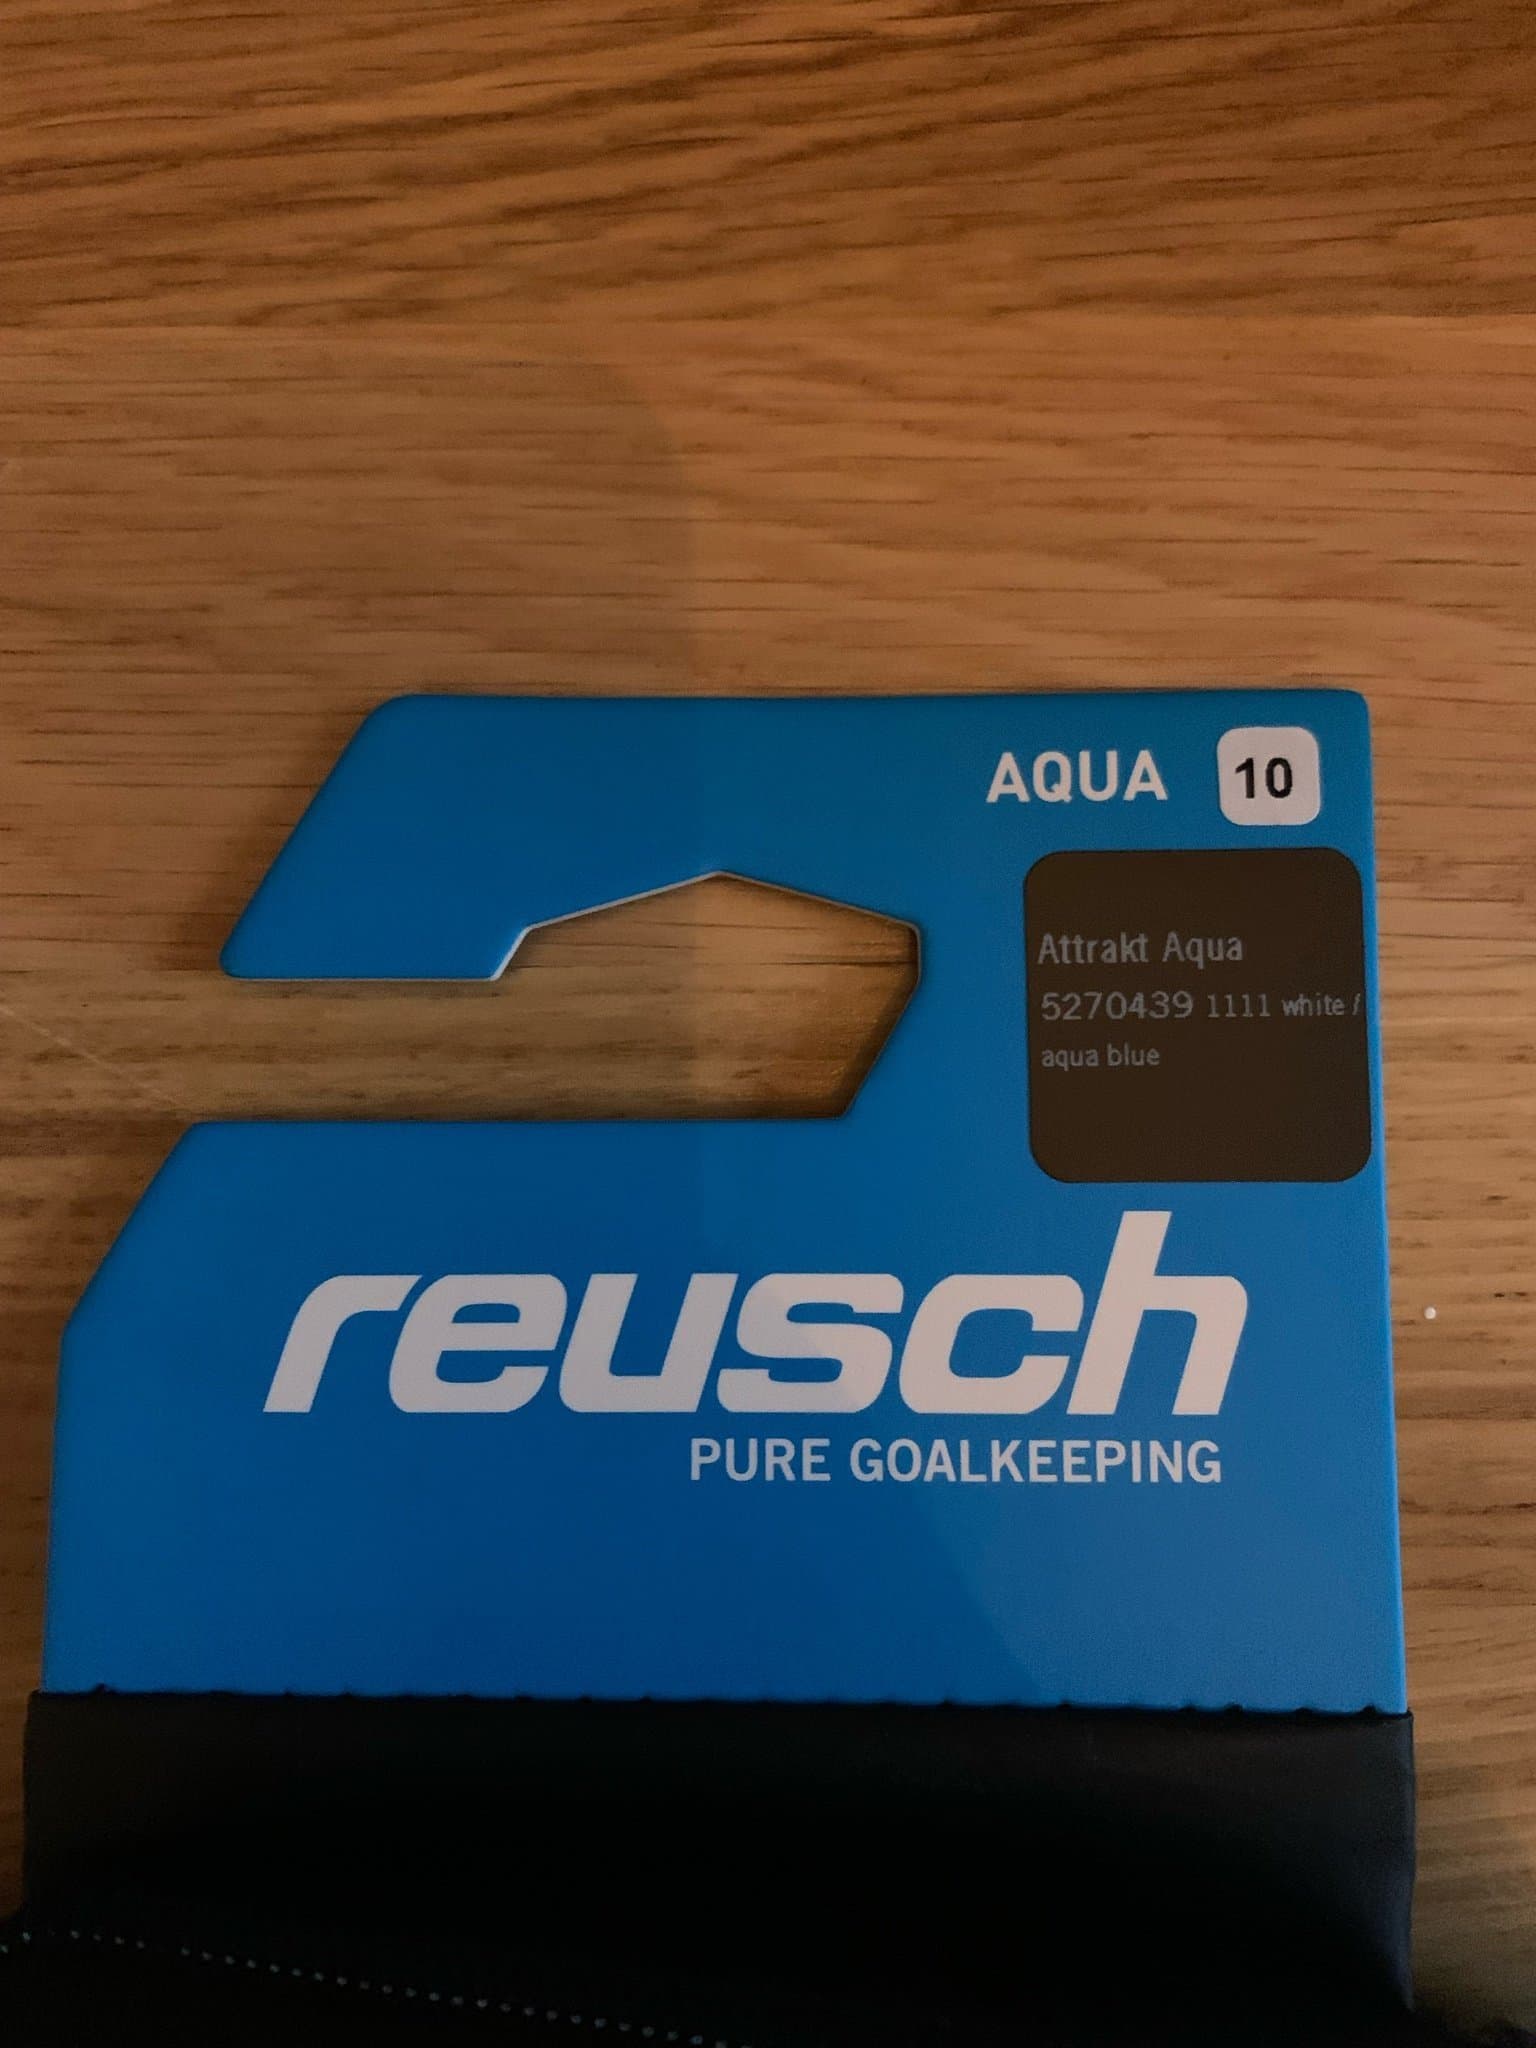 AQUA 10
Attrakt Aqua
5270439 1111 white /
aqua blue
reusch
PURE GOALKEEPING